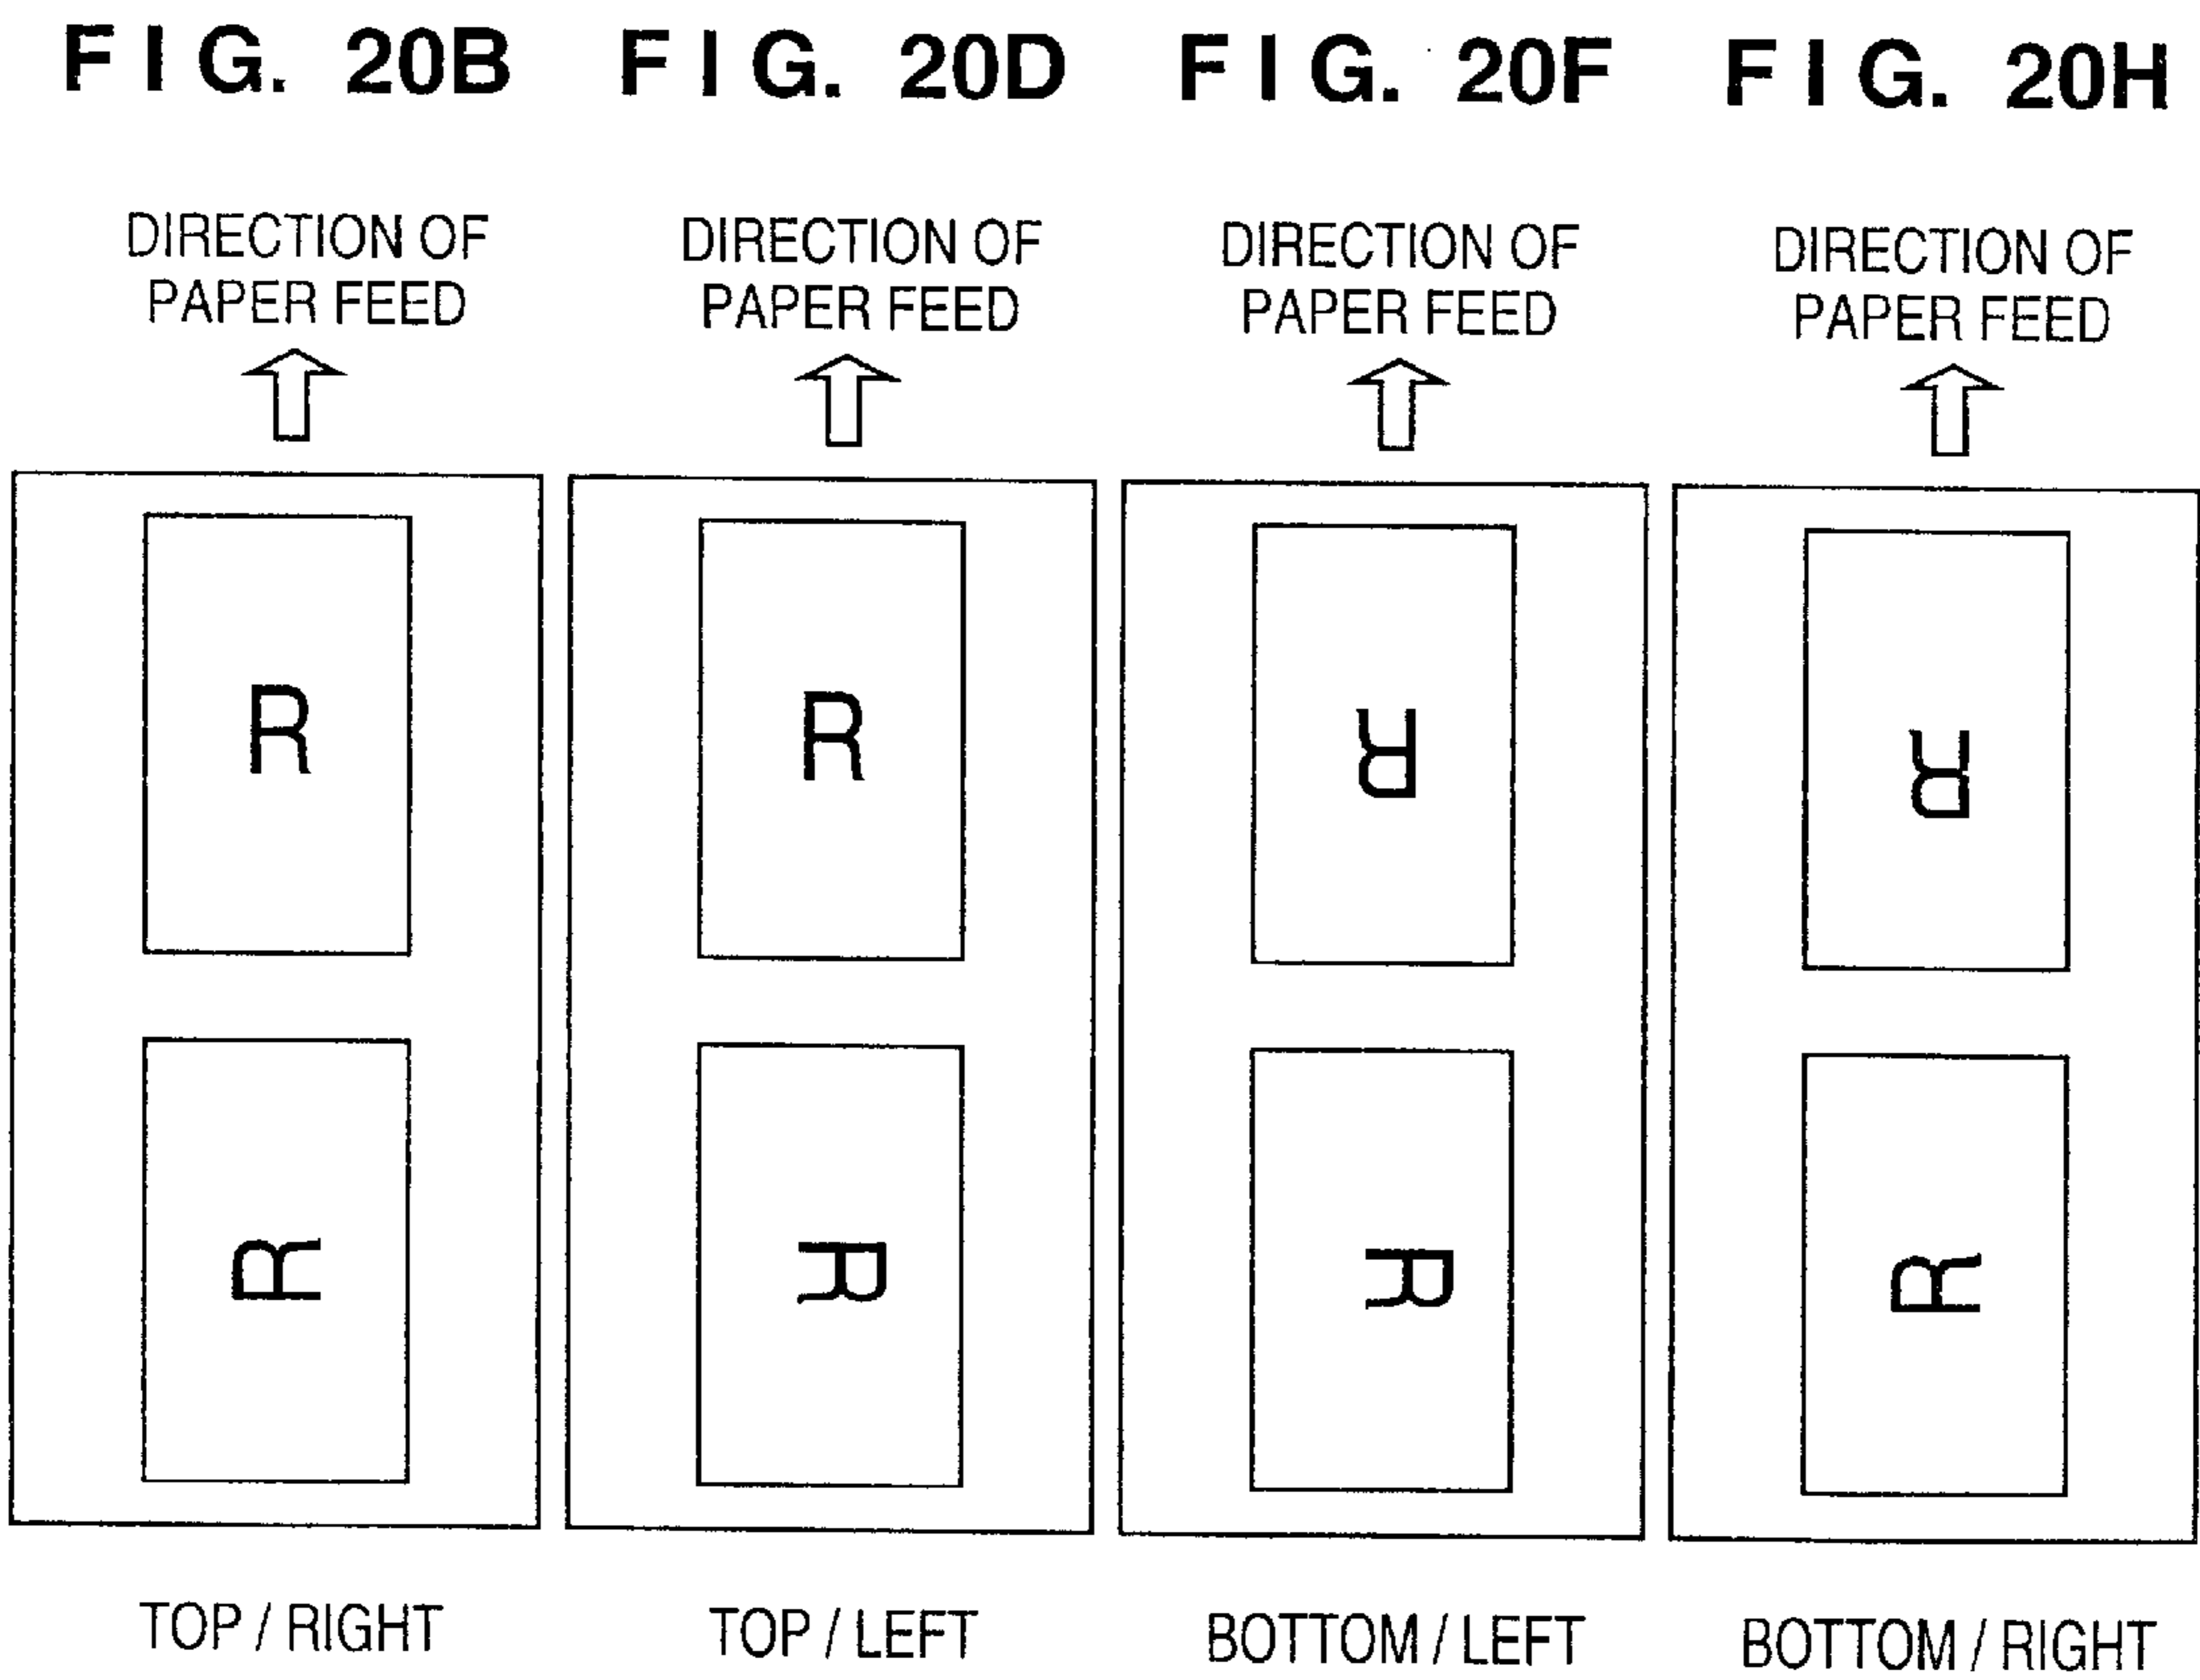 FIG. 20B
FIG. 20D
FIG. 20F
FIG. 20H
DIRECTION OF
PAPER FEED
DIRECTION OF
PAPER FEED
DIRECTION OF
PAPER FEED
DIRECTION OF
PAPER FEED
R
R
R
R
R
R
R
R
TOP / RIGHT
TOP / LEFT
BOTTOM / LEFT
BOTTOM / RIGHT